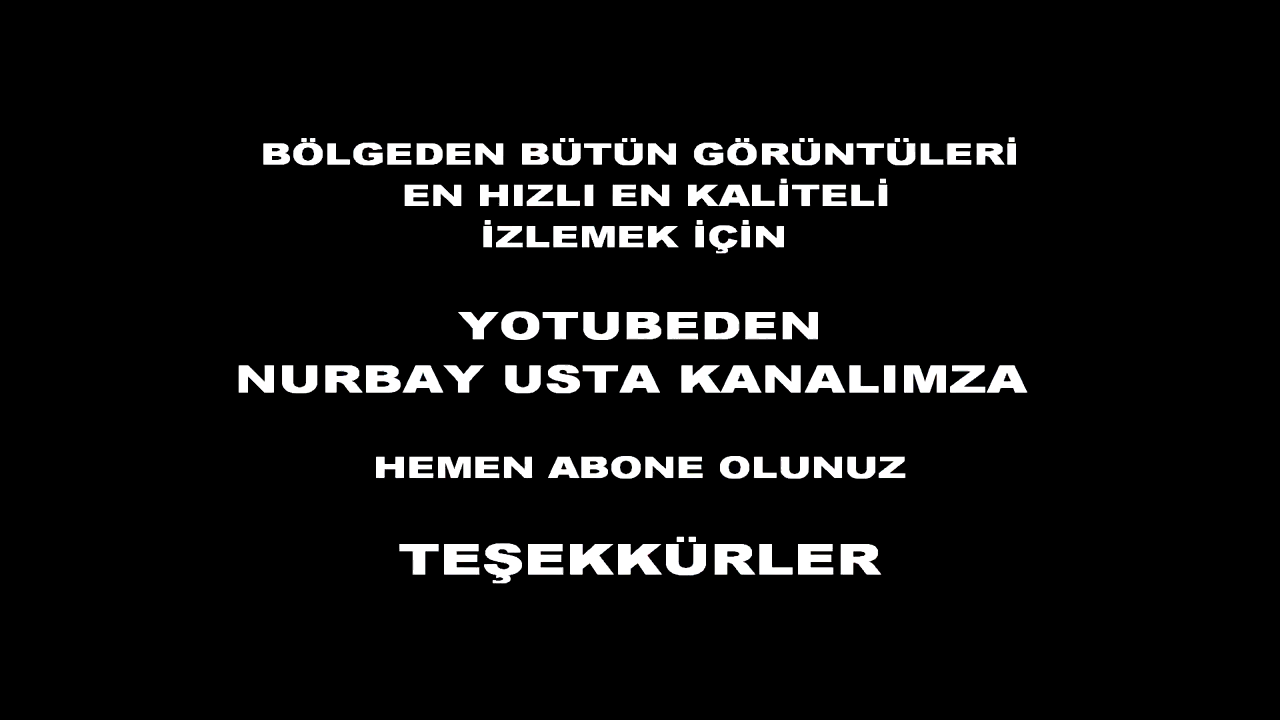 BÖLGEDEN BÜTÜN GÖRÜNTÜLERİ
EN HIZLI EN KALİTELİ
İZLEMEK İÇİN
YOTUBEDEN
NURBAY USTA KANALIMZA
HEMEN ABONE OLUNUZ
TEŞEKKÜRLER